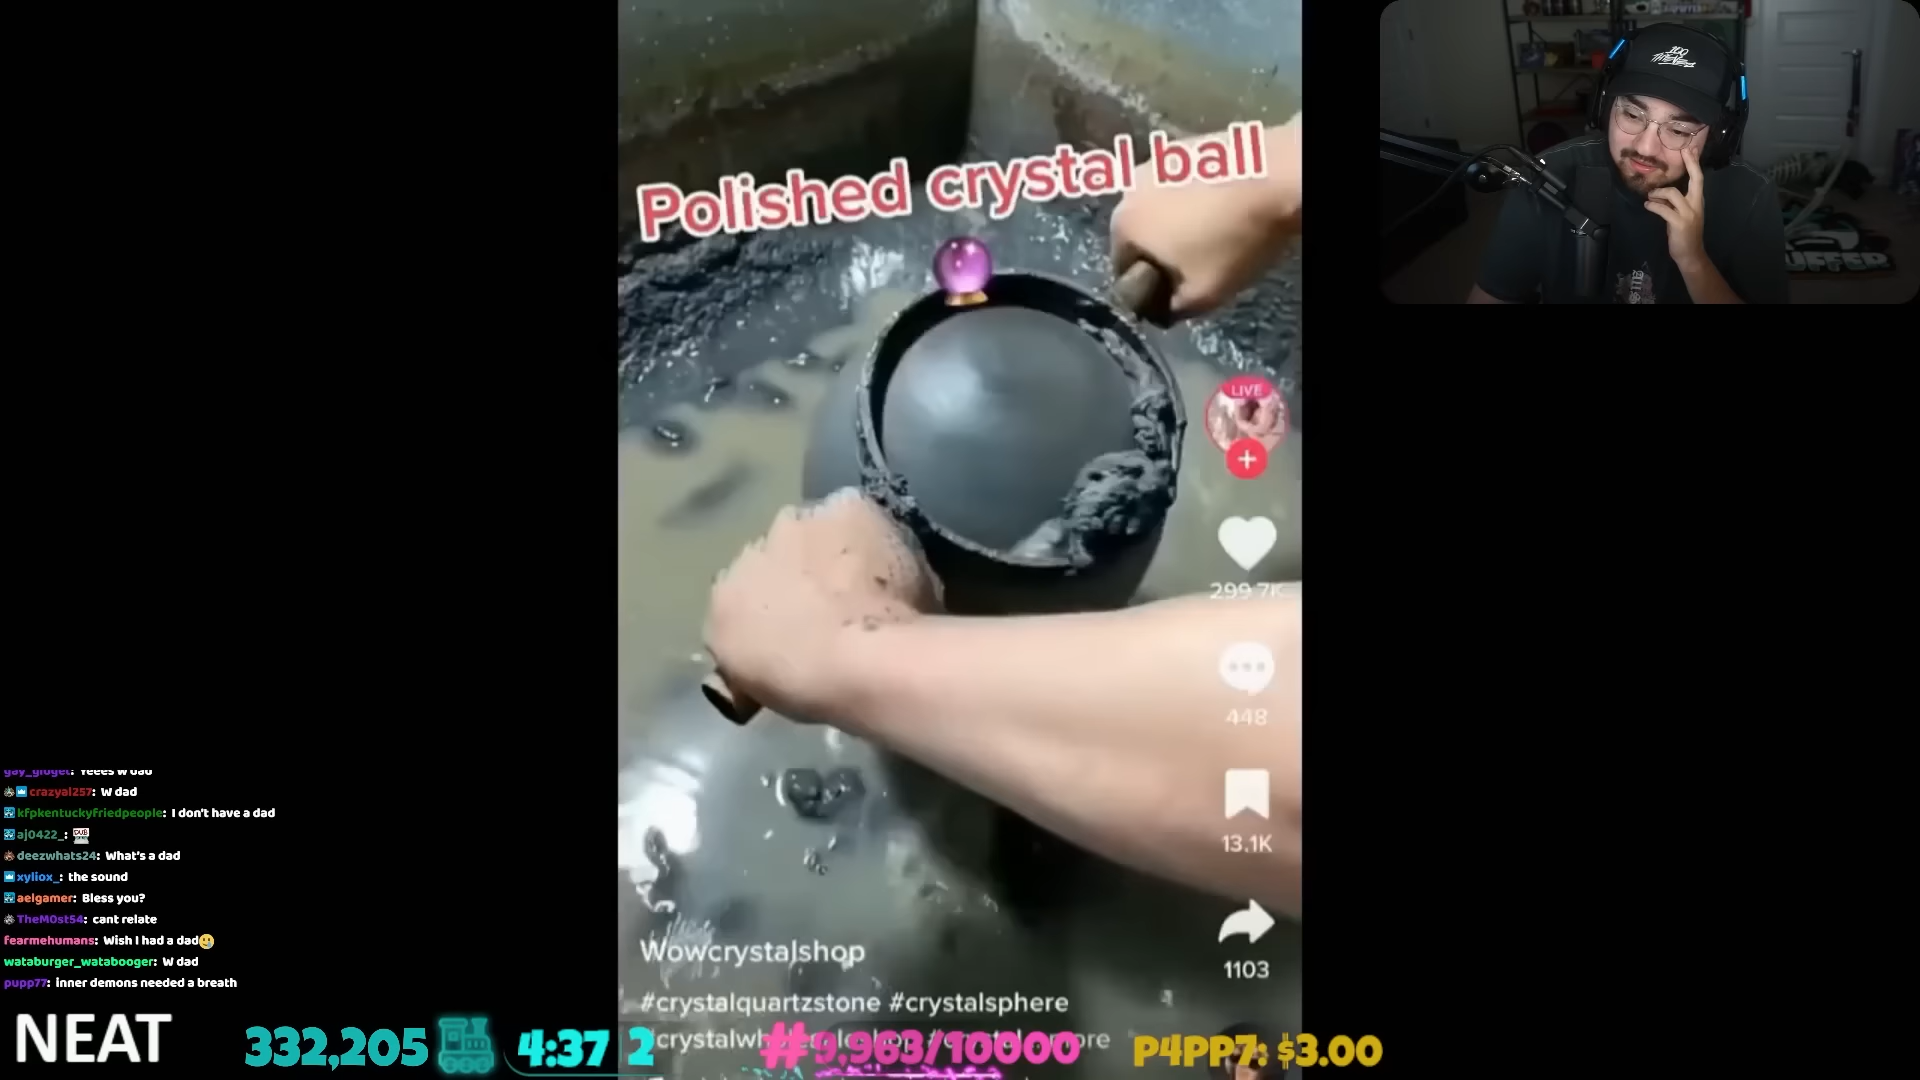 100
THIEVES
Polished crystal ball
LIVE
299.7K
448
13.1K
1103
Wowcrystalshop
#crystalquartzstone #crystalsphere
crazyal257: W dad
kfpkentuckyfriedpeople: I don't have a dad
aj0422_:
deezwhats24: What's a dad
xyliox_: the sound
aelgamer: Bless you?
TheM0st54: cant relate
fearmehumans: Wish I had a dad
wataburger_watabooger: W dad
pupp77: inner demons needed a breath
NEAT
332,205
4:37 2
#9,963/10000
P4PP7: $3.00